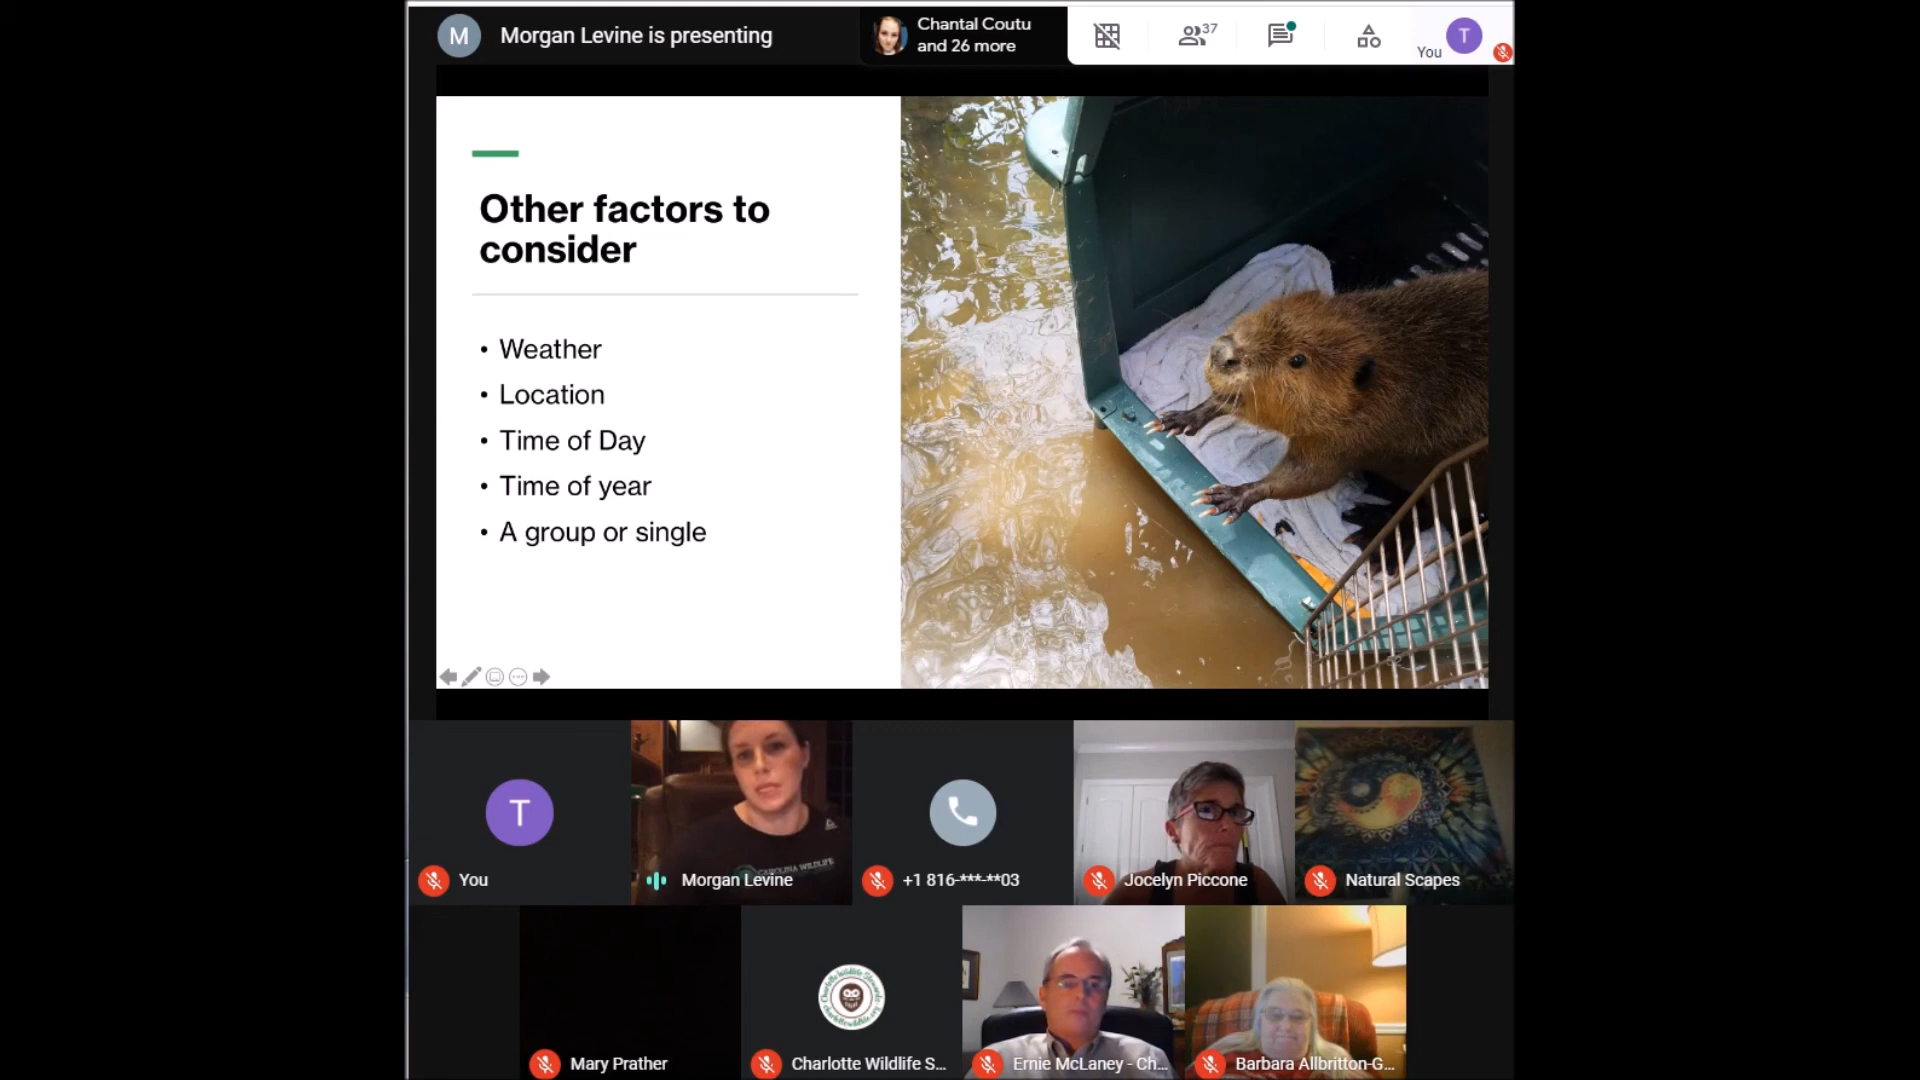 M
Morgan Levine is presenting
Chantal Coutu
and 26 more
37
You
T
Other factors to
consider
• Weather
• Location
• Time of Day
• Time of year
• A group or single
T
You
CAROLINA WILDLIFE
Morgan Levine
+1 816-***-**03
Jocelyn Piccone
Natural Scapes
Mary Prather
Charlotte Wildlife S...
Ernie McLaney - Ch...
Barbara Allbritton-G...